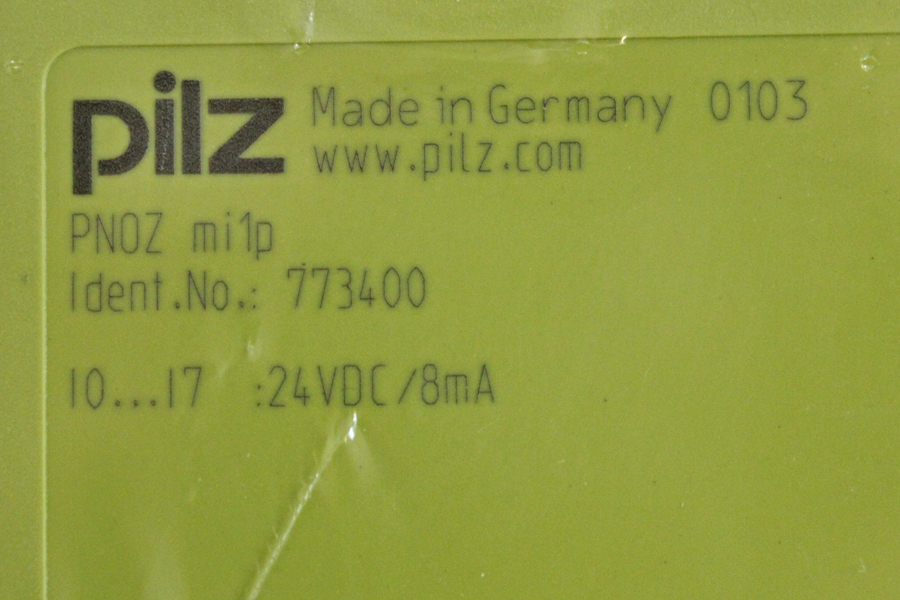 pilz
Made in Germany 0103
www.pilz.com
PNOZ mi1p
Ident.No.: 773400
I0...I7 :24VDC/8mA